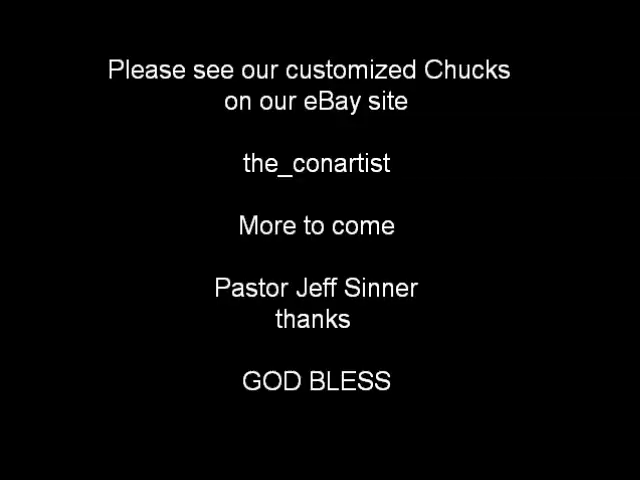 Please see our customized Chucks
on our eBay site
the_conartist
More to come
Pastor Jeff Sinner
thanks
GOD BLESS